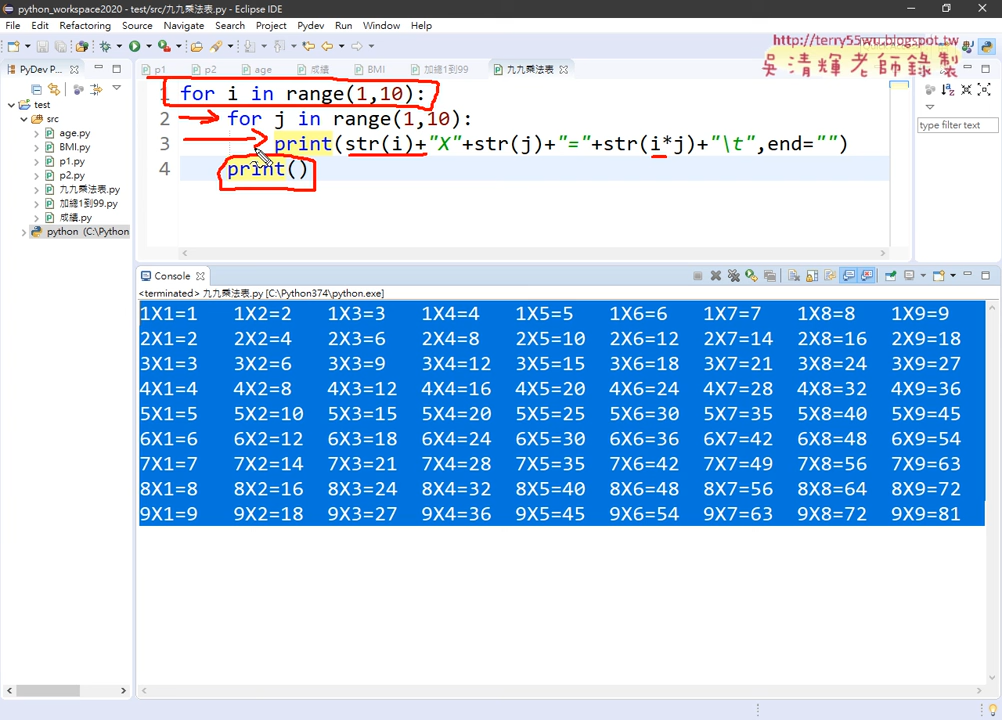 python_workspace2020 - test/src/九九乘法表.py - Eclipse IDE
File Edit Refactoring Source Navigate Search Project Pydev Run Window Help
http://terry55wu.blogspot.tw
吳清輝老師錄製
PyDev P...
p1 p2 age 成績 BMI 加總1到99 九九乘法表
test
src
age.py
BMI.py
p1.py
p2.py
九九乘法表.py
加總1到99.py
成績.py
python (C:\Python
1 for i in range(1,10):
2 for j in range(1,10):
3 print(str(i)+"X"+str(j)+"="+str(i*j)+"\t",end="")
4 print()
type filter text
Console
<terminated> 九九乘法表.py [C:\Python374\python.exe]
1X1=1 1X2=2 1X3=3 1X4=4 1X5=5 1X6=6 1X7=7 1X8=8 1X9=9
2X1=2 2X2=4 2X3=6 2X4=8 2X5=10 2X6=12 2X7=14 2X8=16 2X9=18
3X1=3 3X2=6 3X3=9 3X4=12 3X5=15 3X6=18 3X7=21 3X8=24 3X9=27
4X1=4 4X2=8 4X3=12 4X4=16 4X5=20 4X6=24 4X7=28 4X8=32 4X9=36
5X1=5 5X2=10 5X3=15 5X4=20 5X5=25 5X6=30 5X7=35 5X8=40 5X9=45
6X1=6 6X2=12 6X3=18 6X4=24 6X5=30 6X6=36 6X7=42 6X8=48 6X9=54
7X1=7 7X2=14 7X3=21 7X4=28 7X5=35 7X6=42 7X7=49 7X8=56 7X9=63
8X1=8 8X2=16 8X3=24 8X4=32 8X5=40 8X6=48 8X7=56 8X8=64 8X9=72
9X1=9 9X2=18 9X3=27 9X4=36 9X5=45 9X6=54 9X7=63 9X8=72 9X9=81